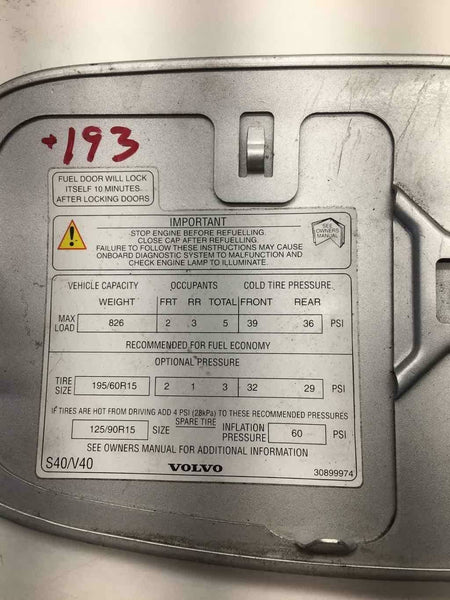 +193
FUEL DOOR WILL LOCK
ITSELF 10 MINUTES
AFTER LOCKING DOORS
IMPORTANT
STOP ENGINE BEFORE REFUELLING.
CLOSE CAP AFTER REFUELLING.
FAILURE TO FOLLOW THESE INSTRUCTIONS MAY CAUSE
ONBOARD DIAGNOSTIC SYSTEM TO MALFUNCTION AND
CHECK ENGINE LAMP TO ILLUMINATE.
SEE
OWNERS
MANUAL
VEHICLE CAPACITY OCCUPANTS COLD TIRE PRESSURE
WEIGHT FRT RR TOTAL FRONT REAR
MAX LOAD 826 2 3 5 39 36 PSI
RECOMMENDED FOR FUEL ECONOMY
OPTIONAL PRESSURE
TIRE SIZE 195/60R15 2 1 3 32 29 PSI
IF TIRES ARE HOT FROM DRIVING ADD 4 PSI (28kPa) TO THESE RECOMMENDED PRESSURES
SPARE TIRE
125/90R15 SIZE INFLATION PRESSURE 60 PSI
SEE OWNERS MANUAL FOR ADDITIONAL INFORMATION
S40/V40 VOLVO 30899974